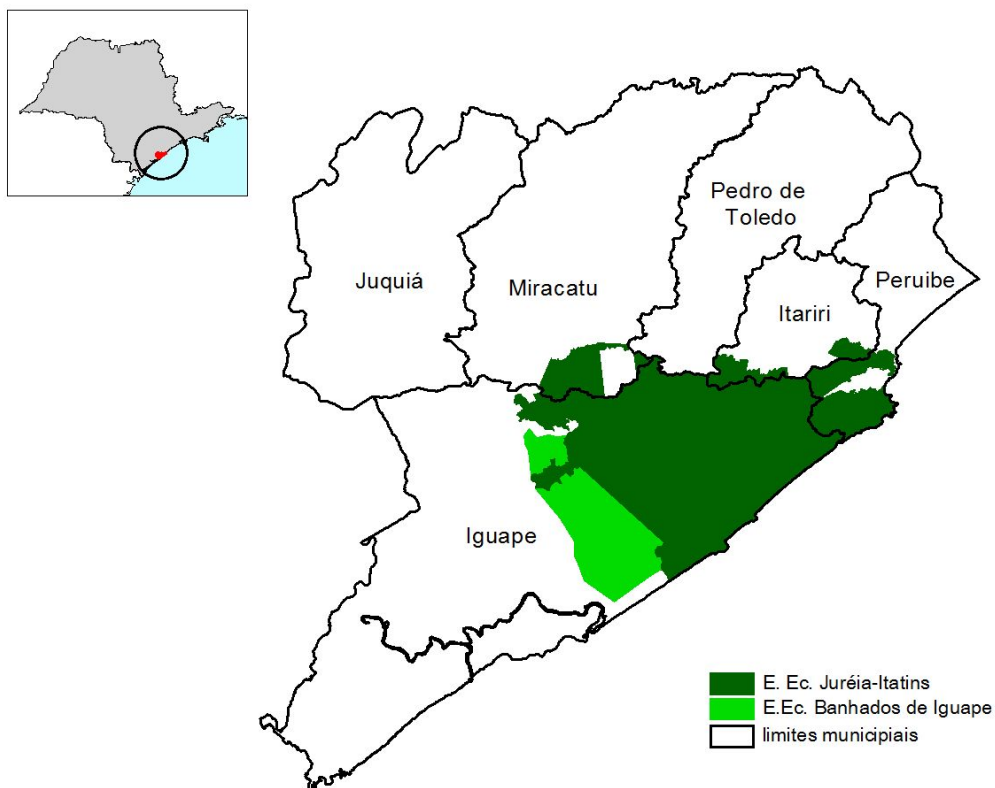 Pedro de
Toledo
Juquiá
Miracatu
Peruibe
Itariri
Iguape
E. Ec. Juréia-Itatins
E.Ec. Banhados de Iguape
limites municipiais